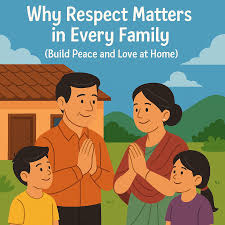 Why Respect Matters
in Every Family
(Build Peace and Love at Home)